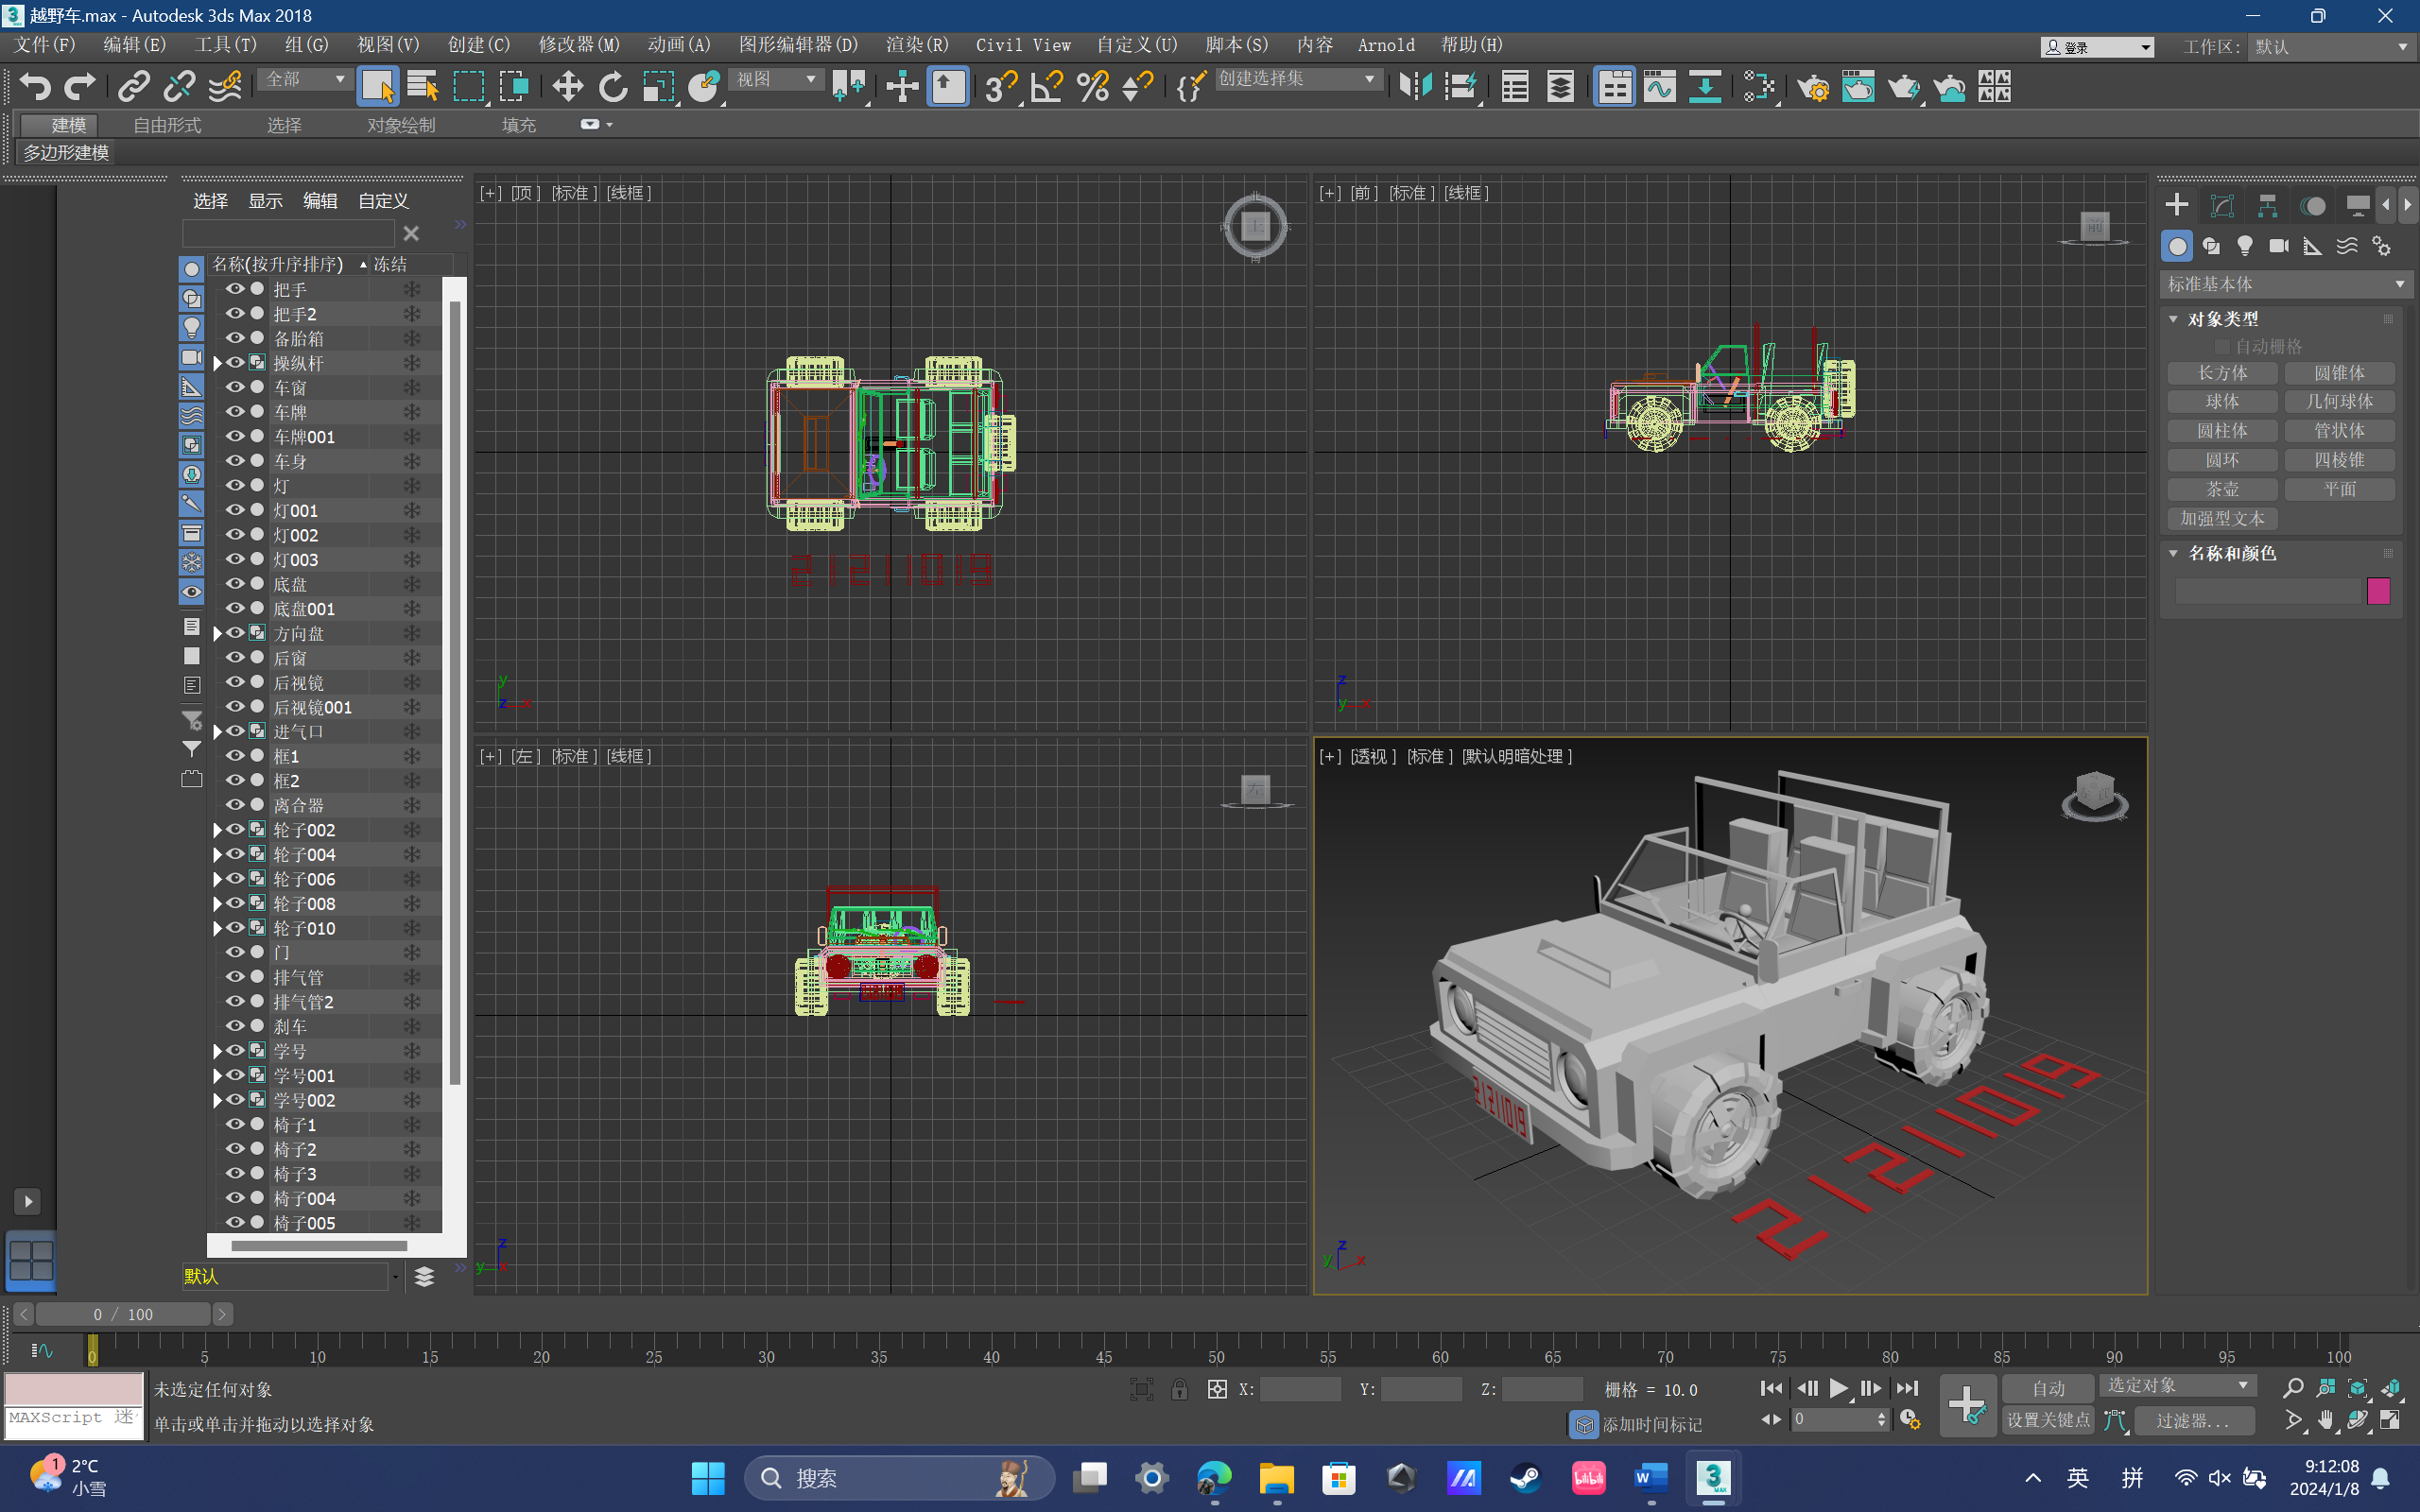 越野车.max - Autodesk 3ds Max 2018
文件(F) 编辑(E) 工具(T) 组(G) 视图(V) 创建(C) 修改器(M) 动画(A) 图形编辑器(D) 渲染(R) Civil View 自定义(U) 脚本(S) 内容 Arnold 帮助(H) 登录 工作区: 默认
全部 视图 创建选择集
建模 自由形式 选择 对象绘制 填充
多边形建模
选择 显示 编辑 自定义
名称(按升序排序) 冻结
把手
把手2
备胎箱
操纵杆
车窗
车牌
车牌001
车身
灯
灯001
灯002
灯003
底盘
底盘001
方向盘
后窗
后视镜
后视镜001
进气口
框1
框2
离合器
轮子002
轮子004
轮子006
轮子008
轮子010
门
排气管
排气管2
刹车
学号
学号001
学号002
椅子1
椅子2
椅子3
椅子004
椅子005
默认
[+] [顶] [标准] [线框]
上
北
21211019
y
z x
[+] [前] [标准] [线框]
前
z
y x
[+] [左] [标准] [线框]
左
z
y x
[+] [透视] [标准] [默认明暗处理]
21211019
21211019
z
y x
标准基本体
对象类型
自动栅格
长方体 圆锥体
球体 几何球体
圆柱体 管状体
圆环 四棱锥
茶壶 平面
加强型文本
名称和颜色
0 / 100
0 5 10 15 20 25 30 35 40 45 50 55 60 65 70 75 80 85 90 95 100
未选定任何对象 X: Y: Z: 栅格 = 10.0 自动 选定对象
MAXScript 迷
单击或单击并拖动以选择对象 添加时间标记 0 设置关键点 过滤器...
1 2°C
小雪
搜索
英 拼
9:12:08
2024/1/8